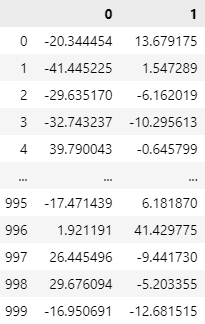 0 1
0 -20.344454 13.679175
1 -41.445225 1.547289
2 -29.635170 -6.162019
3 -32.743237 -10.295613
4 39.790043 -0.645799
... ... ...
995 -17.471439 6.181870
996 1.921191 41.429775
997 26.445496 -9.441730
998 29.676094 -5.203355
999 -16.950691 -12.681515